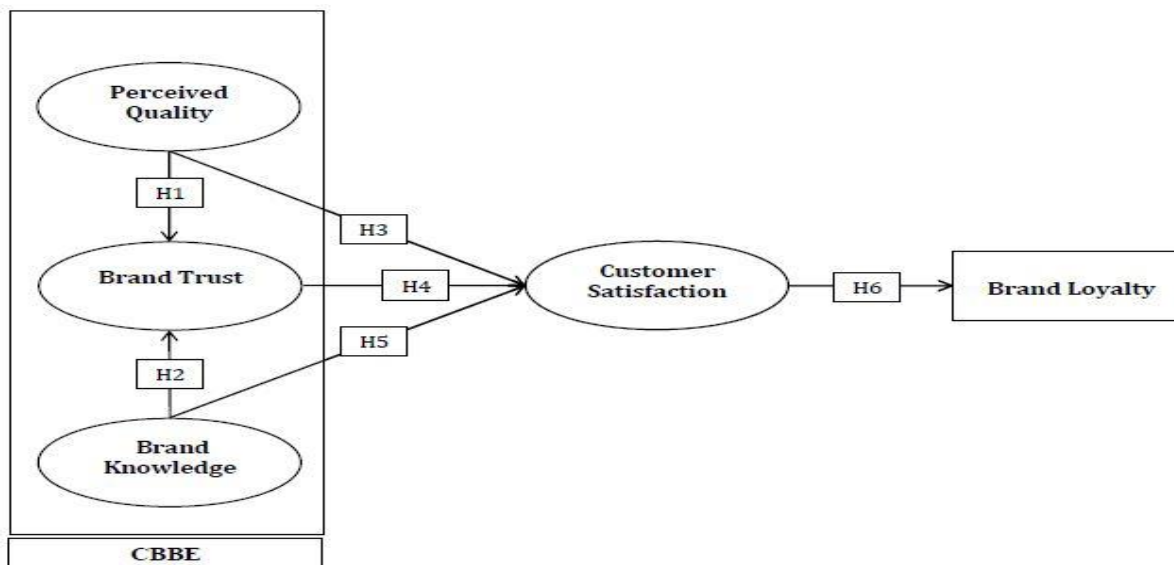 Perceived
Quality
H1
H3
Brand Trust
H4
Customer
Satisfaction
H6
Brand Loyalty
H5
H2
Brand
Knowledge
CBBE